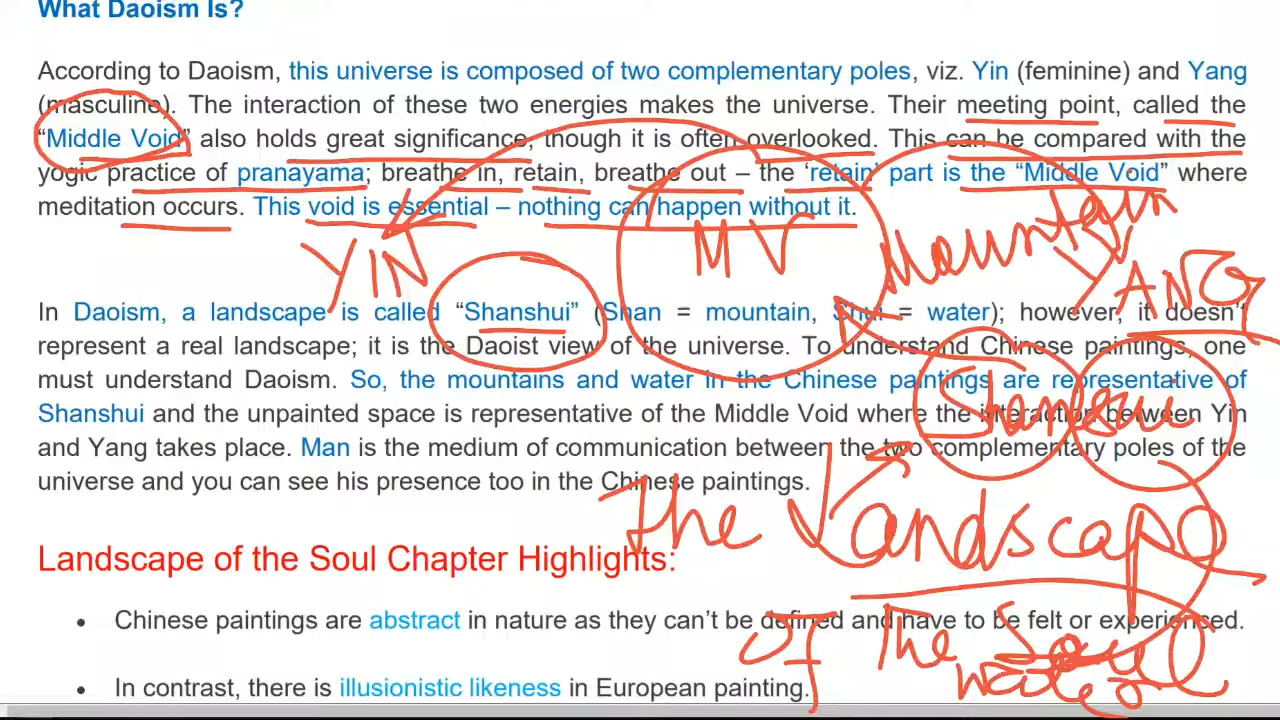 What Daoism Is?
According to Daoism, this universe is composed of two complementary poles, viz. Yin (feminine) and Yang
(masculine). The interaction of these two energies makes the universe. Their meeting point, called the
“Middle Void” also holds great significance, though it is often overlooked. This can be compared with the
yogic practice of pranayama; breathe in, retain, breathe out – the ‘retain’ part is the “Middle Void” where
meditation occurs. This void is essential – nothing can happen without it.
YIN
MV
Mountain
YANG
In Daoism, a landscape is called “Shanshui” (Shan = mountain, Shui = water); however, it doesn’t
represent a real landscape; it is the Daoist view of the universe. To understand Chinese paintings, one
must understand Daoism. So, the mountains and water in the Chinese paintings are representative of
Shanshui and the unpainted space is representative of the Middle Void where the interaction between Yin
and Yang takes place. Man is the medium of communication between the two complementary poles of the
universe and you can see his presence too in the Chinese paintings.
The Landscape
Landscape of the Soul Chapter Highlights:
Chinese paintings are abstract in nature as they can’t be defined and have to be felt or experienced.
of The Soul
In contrast, there is illusionistic likeness in European painting.